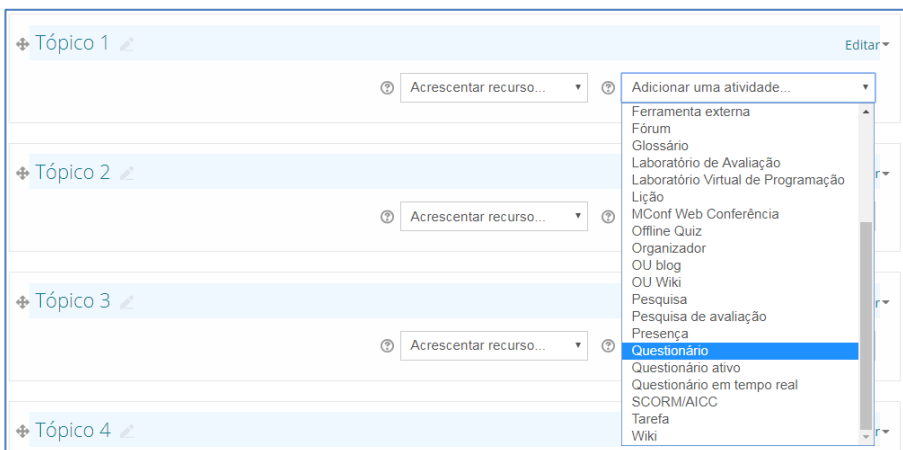 Tópico 1
Editar
Acrescentar recurso...
Adicionar uma atividade...
Ferramenta externa
Fórum
Glossário
Laboratório de Avaliação
Laboratório Virtual de Programação
Lição
MConf Web Conferência
Offline Quiz
Organizador
OU blog
OU Wiki
Pesquisa
Pesquisa de avaliação
Presença
Questionário
Questionário ativo
Questionário em tempo real
SCORM/AICC
Tarefa
Wiki
Tópico 2
r
Acrescentar recurso...
Tópico 3
r
Acrescentar recurso...
Tópico 4
r